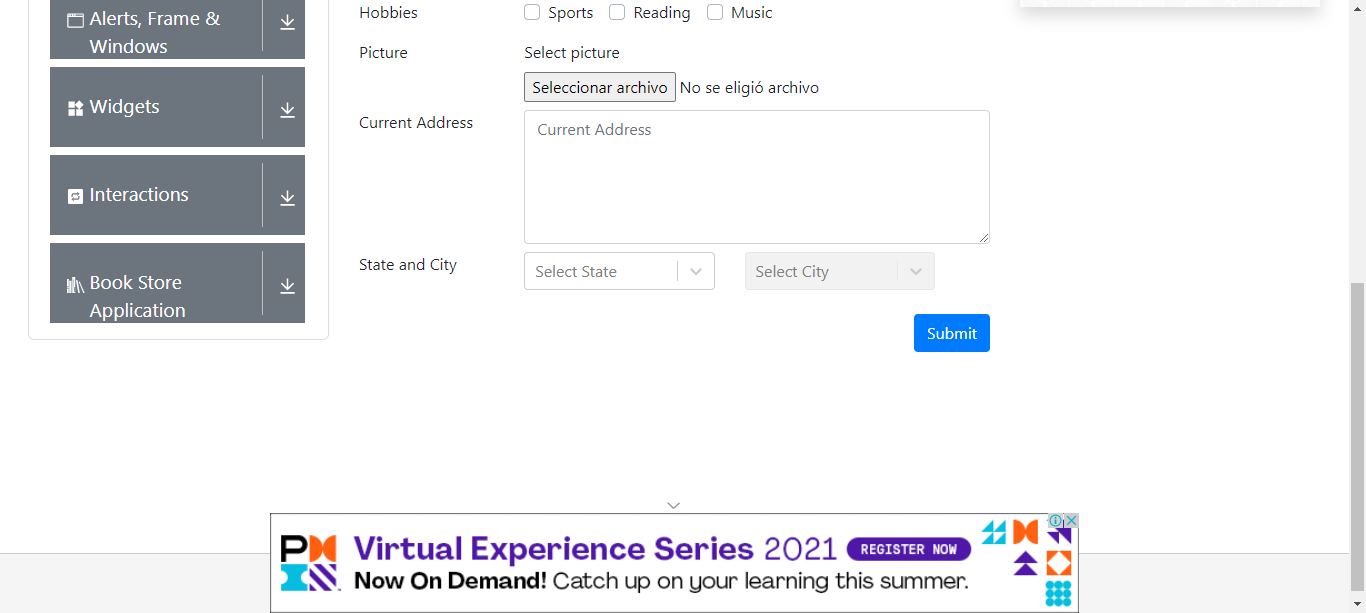 Alerts, Frame &
Windows
Widgets
Interactions
Book Store
Application
Hobbies
Sports Reading Music
Picture
Select picture
Seleccionar archivo No se eligió archivo
Current Address
Current Address
State and City
Select State
Select City
Submit
PMI
Virtual Experience Series 2021 REGISTER NOW
Now On Demand! Catch up on your learning this summer.